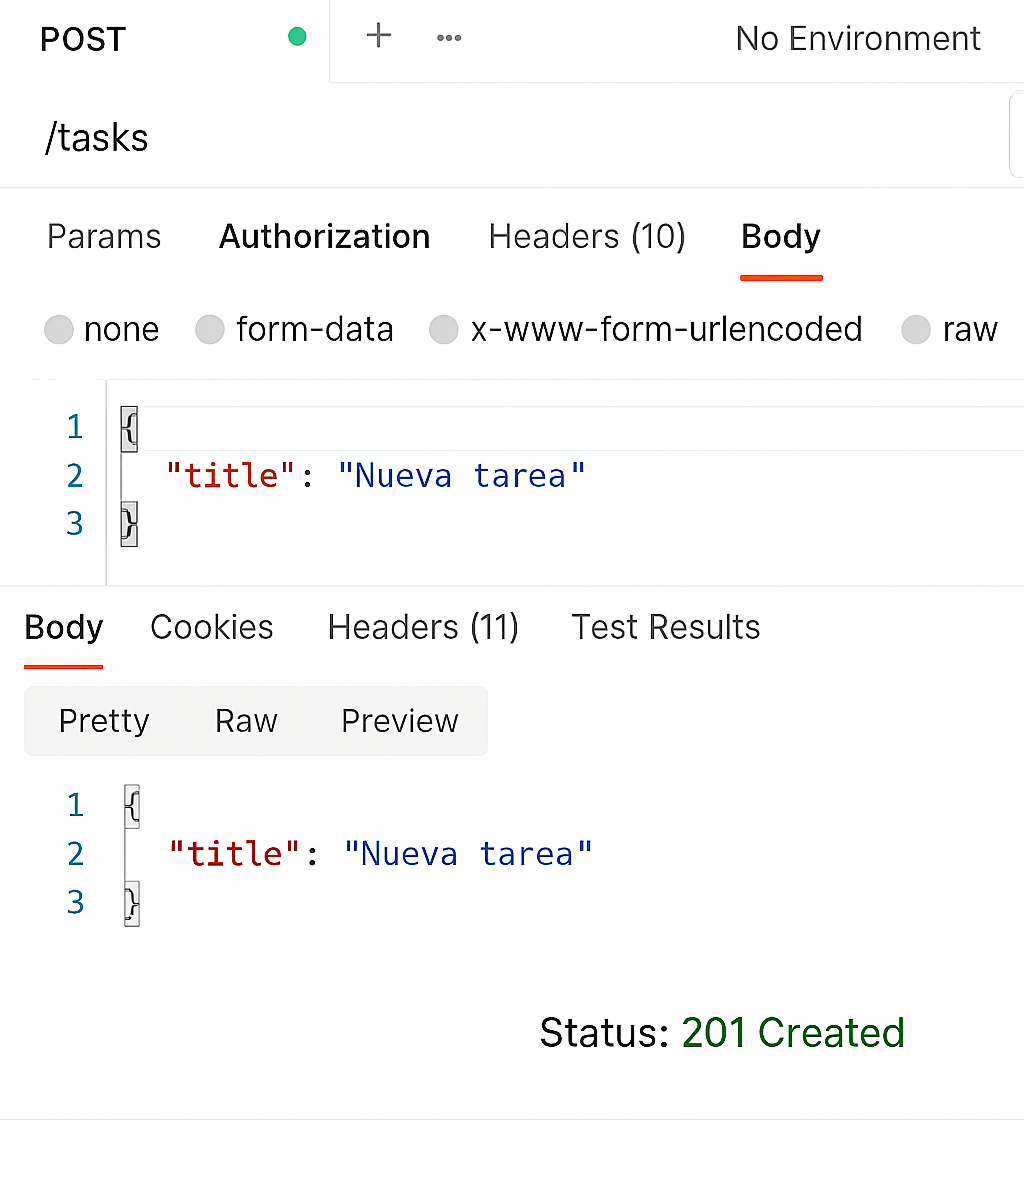 POST + ••• No Environment
/tasks
Params Authorization Headers (10) Body
none form-data x-www-form-urlencoded raw
1 {
2 "title": "Nueva tarea"
3 }
Body Cookies Headers (11) Test Results
Pretty Raw Preview
1 {
2 "title": "Nueva tarea"
3 }
Status: 201 Created